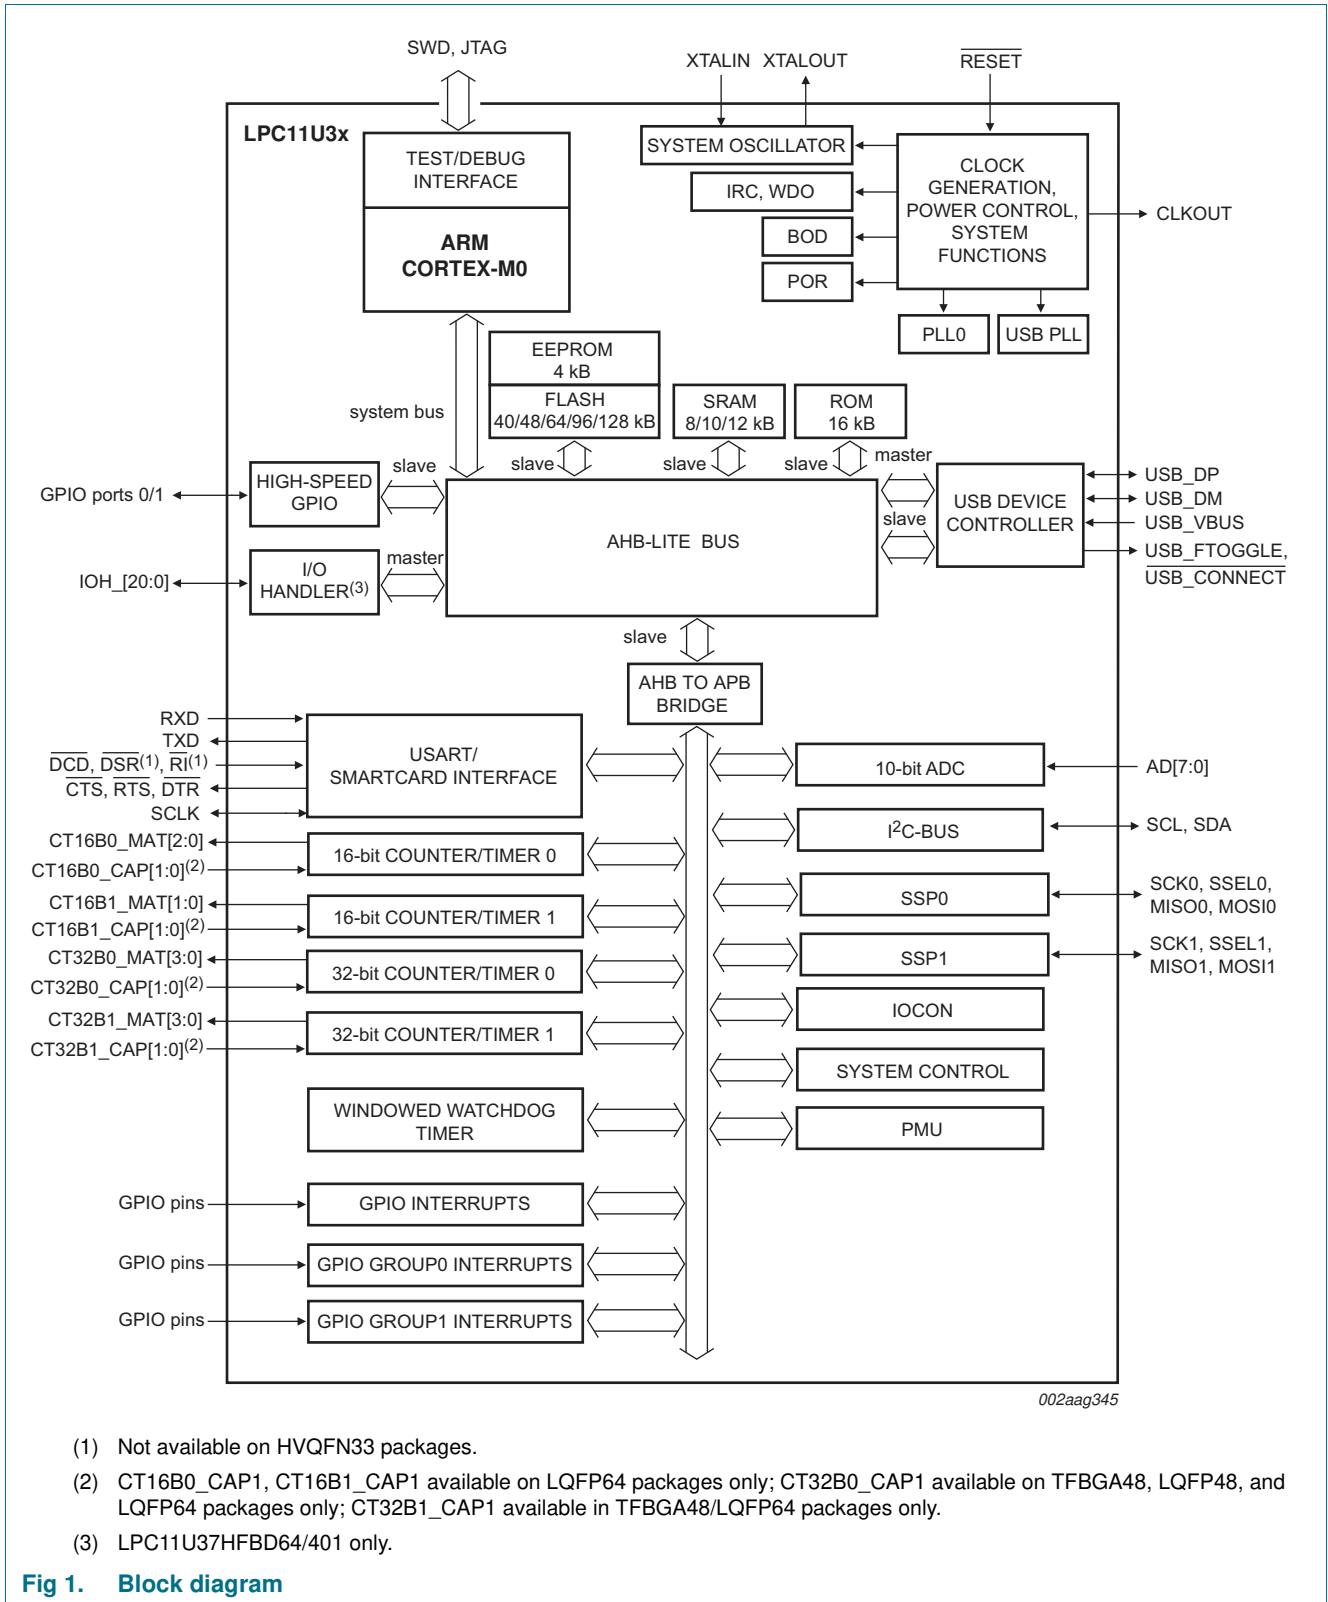 SWD, JTAG
XTALIN XTALOUT
RESET
LPC11U3x
TEST/DEBUG
INTERFACE
ARM
CORTEX-M0
SYSTEM OSCILLATOR
IRC, WDO
BOD
POR
CLOCK
GENERATION,
POWER CONTROL,
SYSTEM
FUNCTIONS
CLKOUT
PLL0
USB PLL
EEPROM
4 kB
FLASH
40/48/64/96/128 kB
SRAM
8/10/12 kB
ROM
16 kB
system bus
slave
slave
slave
slave
master
GPIO ports 0/1
HIGH-SPEED
GPIO
IOH_[20:0]
I/O
HANDLER(3)
master
AHB-LITE BUS
slave
USB DEVICE
CONTROLLER
USB_DP
USB_DM
USB_VBUS
USB_FTOGGLE,
USB_CONNECT
slave
AHB TO APB
BRIDGE
RXD
TXD
DCD, DSR(1), RI(1)
CTS, RTS, DTR
SCLK
USART/
SMARTCARD INTERFACE
CT16B0_MAT[2:0]
CT16B0_CAP[1:0](2)
16-bit COUNTER/TIMER 0
CT16B1_MAT[1:0]
CT16B1_CAP[1:0](2)
16-bit COUNTER/TIMER 1
CT32B0_MAT[3:0]
CT32B0_CAP[1:0](2)
32-bit COUNTER/TIMER 0
CT32B1_MAT[3:0]
CT32B1_CAP[1:0](2)
32-bit COUNTER/TIMER 1
WINDOWED WATCHDOG
TIMER
GPIO pins
GPIO INTERRUPTS
GPIO pins
GPIO GROUP0 INTERRUPTS
GPIO pins
GPIO GROUP1 INTERRUPTS
10-bit ADC
AD[7:0]
I2C-BUS
SCL, SDA
SSP0
SCK0, SSEL0,
MISO0, MOSI0
SSP1
SCK1, SSEL1,
MISO1, MOSI1
IOCON
SYSTEM CONTROL
PMU
002aag345
(1) Not available on HVQFN33 packages.
(2) CT16B0_CAP1, CT16B1_CAP1 available on LQFP64 packages only; CT32B0_CAP1 available on TFBGA48, LQFP48, and
LQFP64 packages only; CT32B1_CAP1 available in TFBGA48/LQFP64 packages only.
(3) LPC11U37HFBD64/401 only.
Fig 1. Block diagram